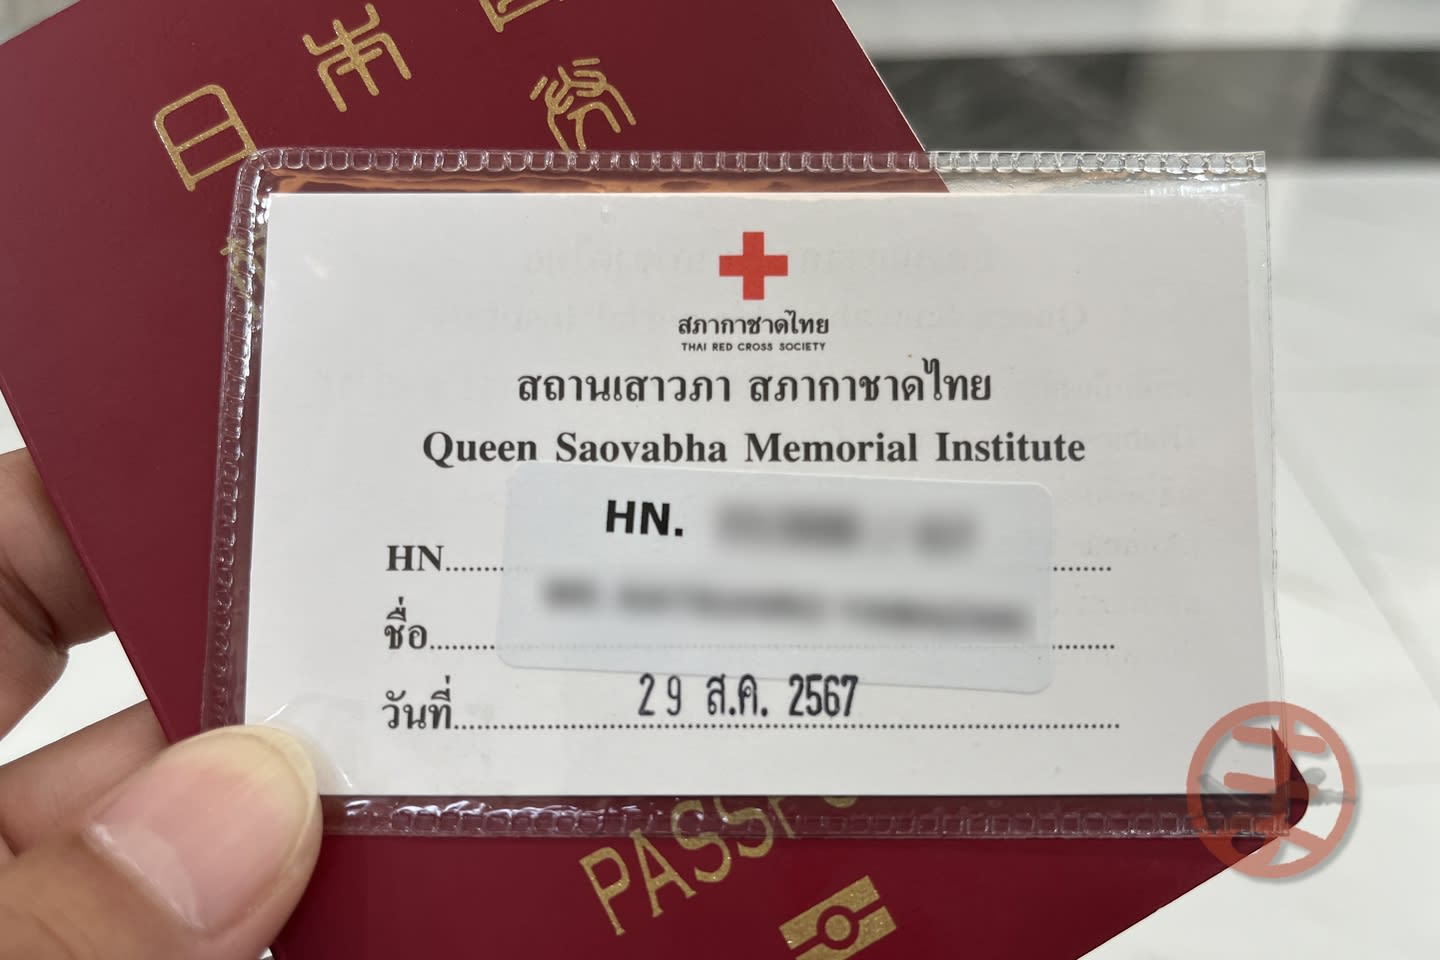 日本国
旅
สภากาชาดไทย
THAI RED CROSS SOCIETY
สถานเสาวภา สภากาชาดไทย
Queen Saovabha Memorial Institute
HN.
HN
ชื่อ
วันที่ 29 ส.ค. 2567